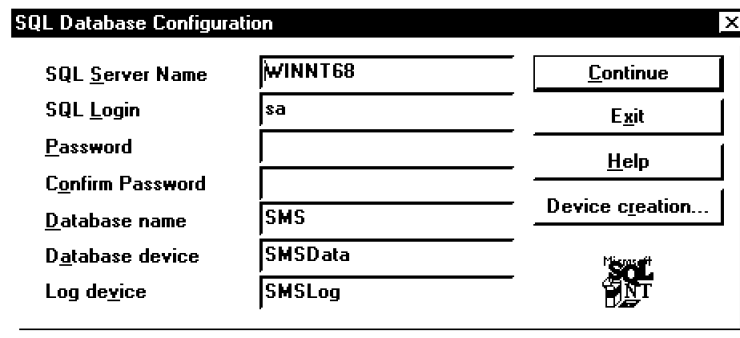 SQL Database Configuration
SQL Server Name WINNT68
Continue
SQL Login sa
Exit
Password
Help
Confirm Password
Device creation...
Database name SMS
Database device SMSData
Log device SMSLog
Microsoft
SQL
NT